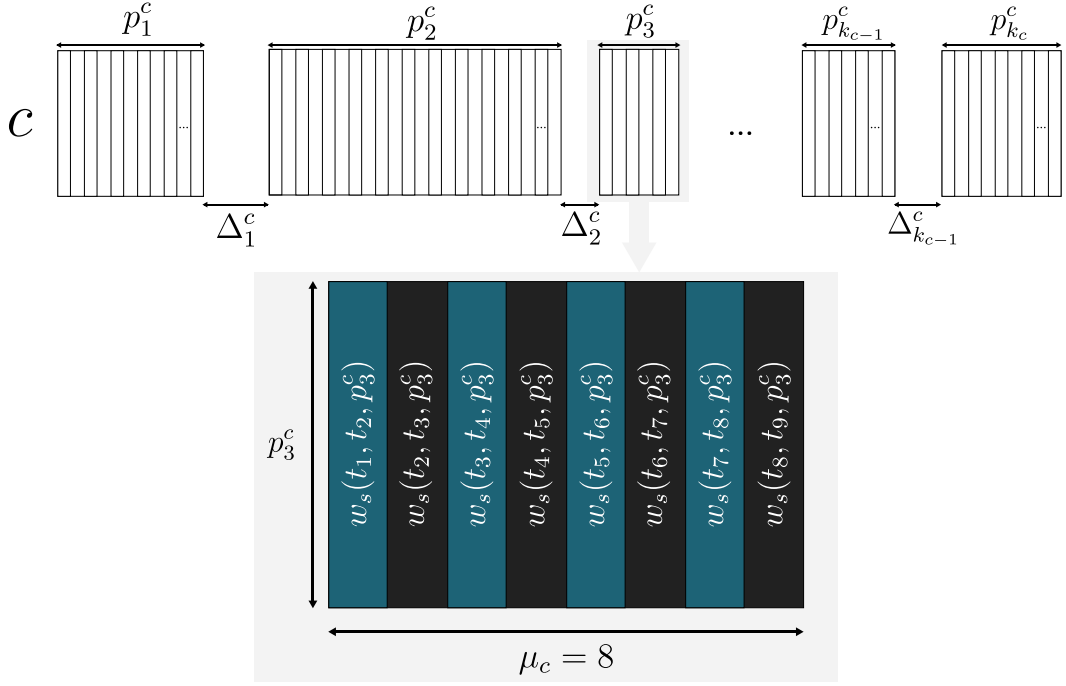 p_1^c p_2^c p_3^c p_{k_{c-1}}^c p_{k_c}^c
c ... ... ... ... ...
Δ_1^c Δ_2^c Δ_{k_{c-1}}^c
p_3^c
w_s(t_1, t_2, p_3^c)
w_s(t_2, t_3, p_3^c)
w_s(t_3, t_4, p_3^c)
w_s(t_4, t_5, p_3^c)
w_s(t_5, t_6, p_3^c)
w_s(t_6, t_7, p_3^c)
w_s(t_7, t_8, p_3^c)
w_s(t_8, t_9, p_3^c)
μ_c = 8